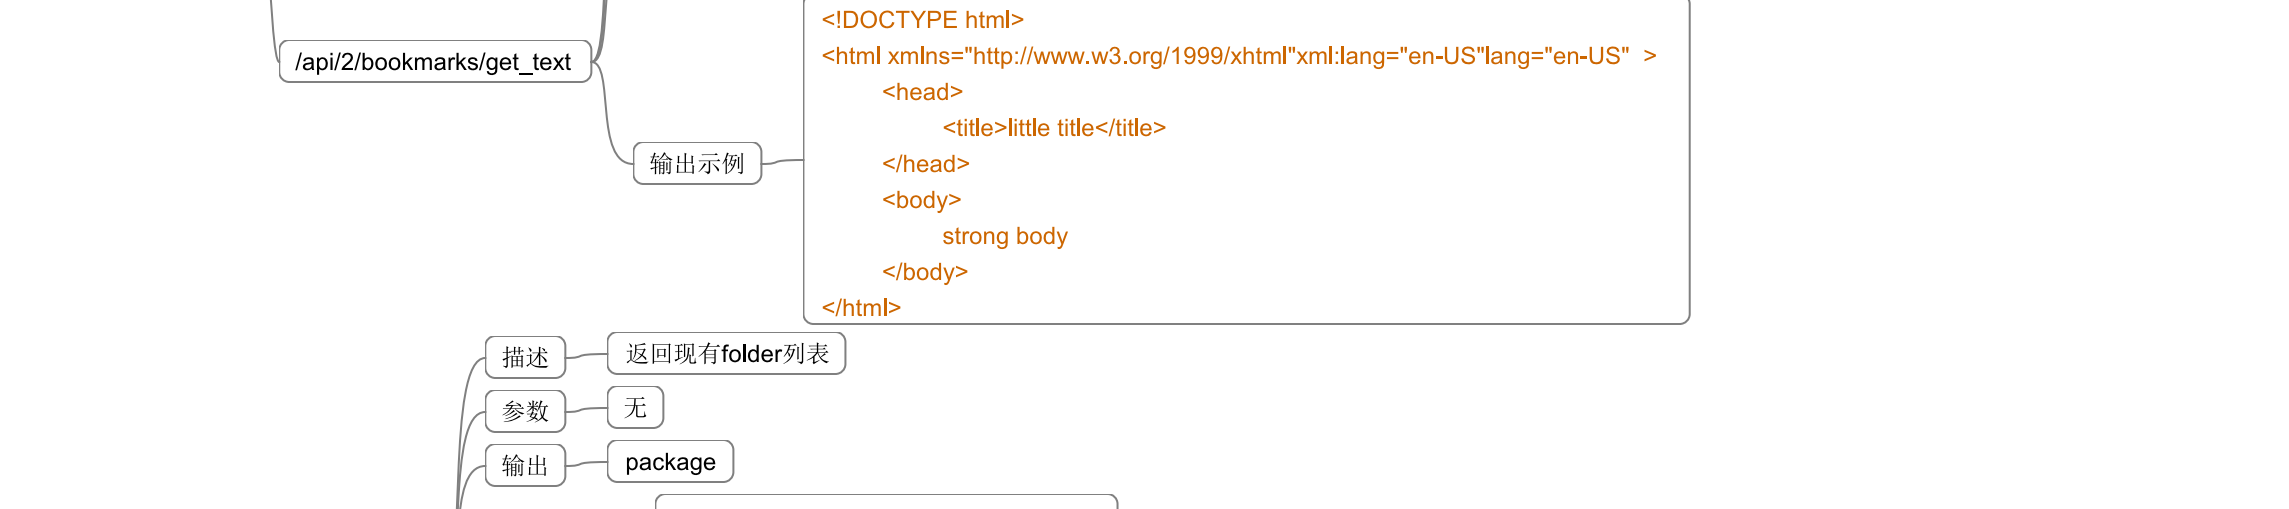 <!DOCTYPE html>
<html xmlns="http://www.w3.org/1999/xhtml"xml:lang="en-US"lang="en-US"  >
<head>
<title>little title</title>
</head>
<body>
strong body
</body>
</html>
/api/2/bookmarks/get_text
输出示例
描述
返回现有folder列表
参数
无
输出
package